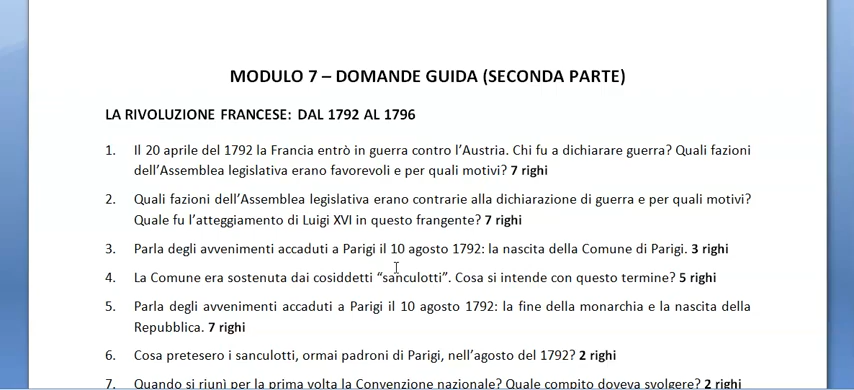 MODULO 7 – DOMANDE GUIDA (SECONDA PARTE)
LA RIVOLUZIONE FRANCESE: DAL 1792 AL 1796
1. Il 20 aprile del 1792 la Francia entrò in guerra contro l’Austria. Chi fu a dichiarare guerra? Quali fazioni
dell’Assemblea legislativa erano favorevoli e per quali motivi? 7 righi
2. Quali fazioni dell’Assemblea legislativa erano contrarie alla dichiarazione di guerra e per quali motivi?
Quale fu l’atteggiamento di Luigi XVI in questo frangente? 7 righi
3. Parla degli avvenimenti accaduti a Parigi il 10 agosto 1792: la nascita della Comune di Parigi. 3 righi
4. La Comune era sostenuta dai cosiddetti “sanculotti”. Cosa si intende con questo termine? 5 righi
5. Parla degli avvenimenti accaduti a Parigi il 10 agosto 1792: la fine della monarchia e la nascita della
Repubblica. 7 righi
6. Cosa pretesero i sanculotti, ormai padroni di Parigi, nell’agosto del 1792? 2 righi
7. Quando si riunì per la prima volta la Convenzione nazionale? Quale compito doveva svolgere? 2 righi